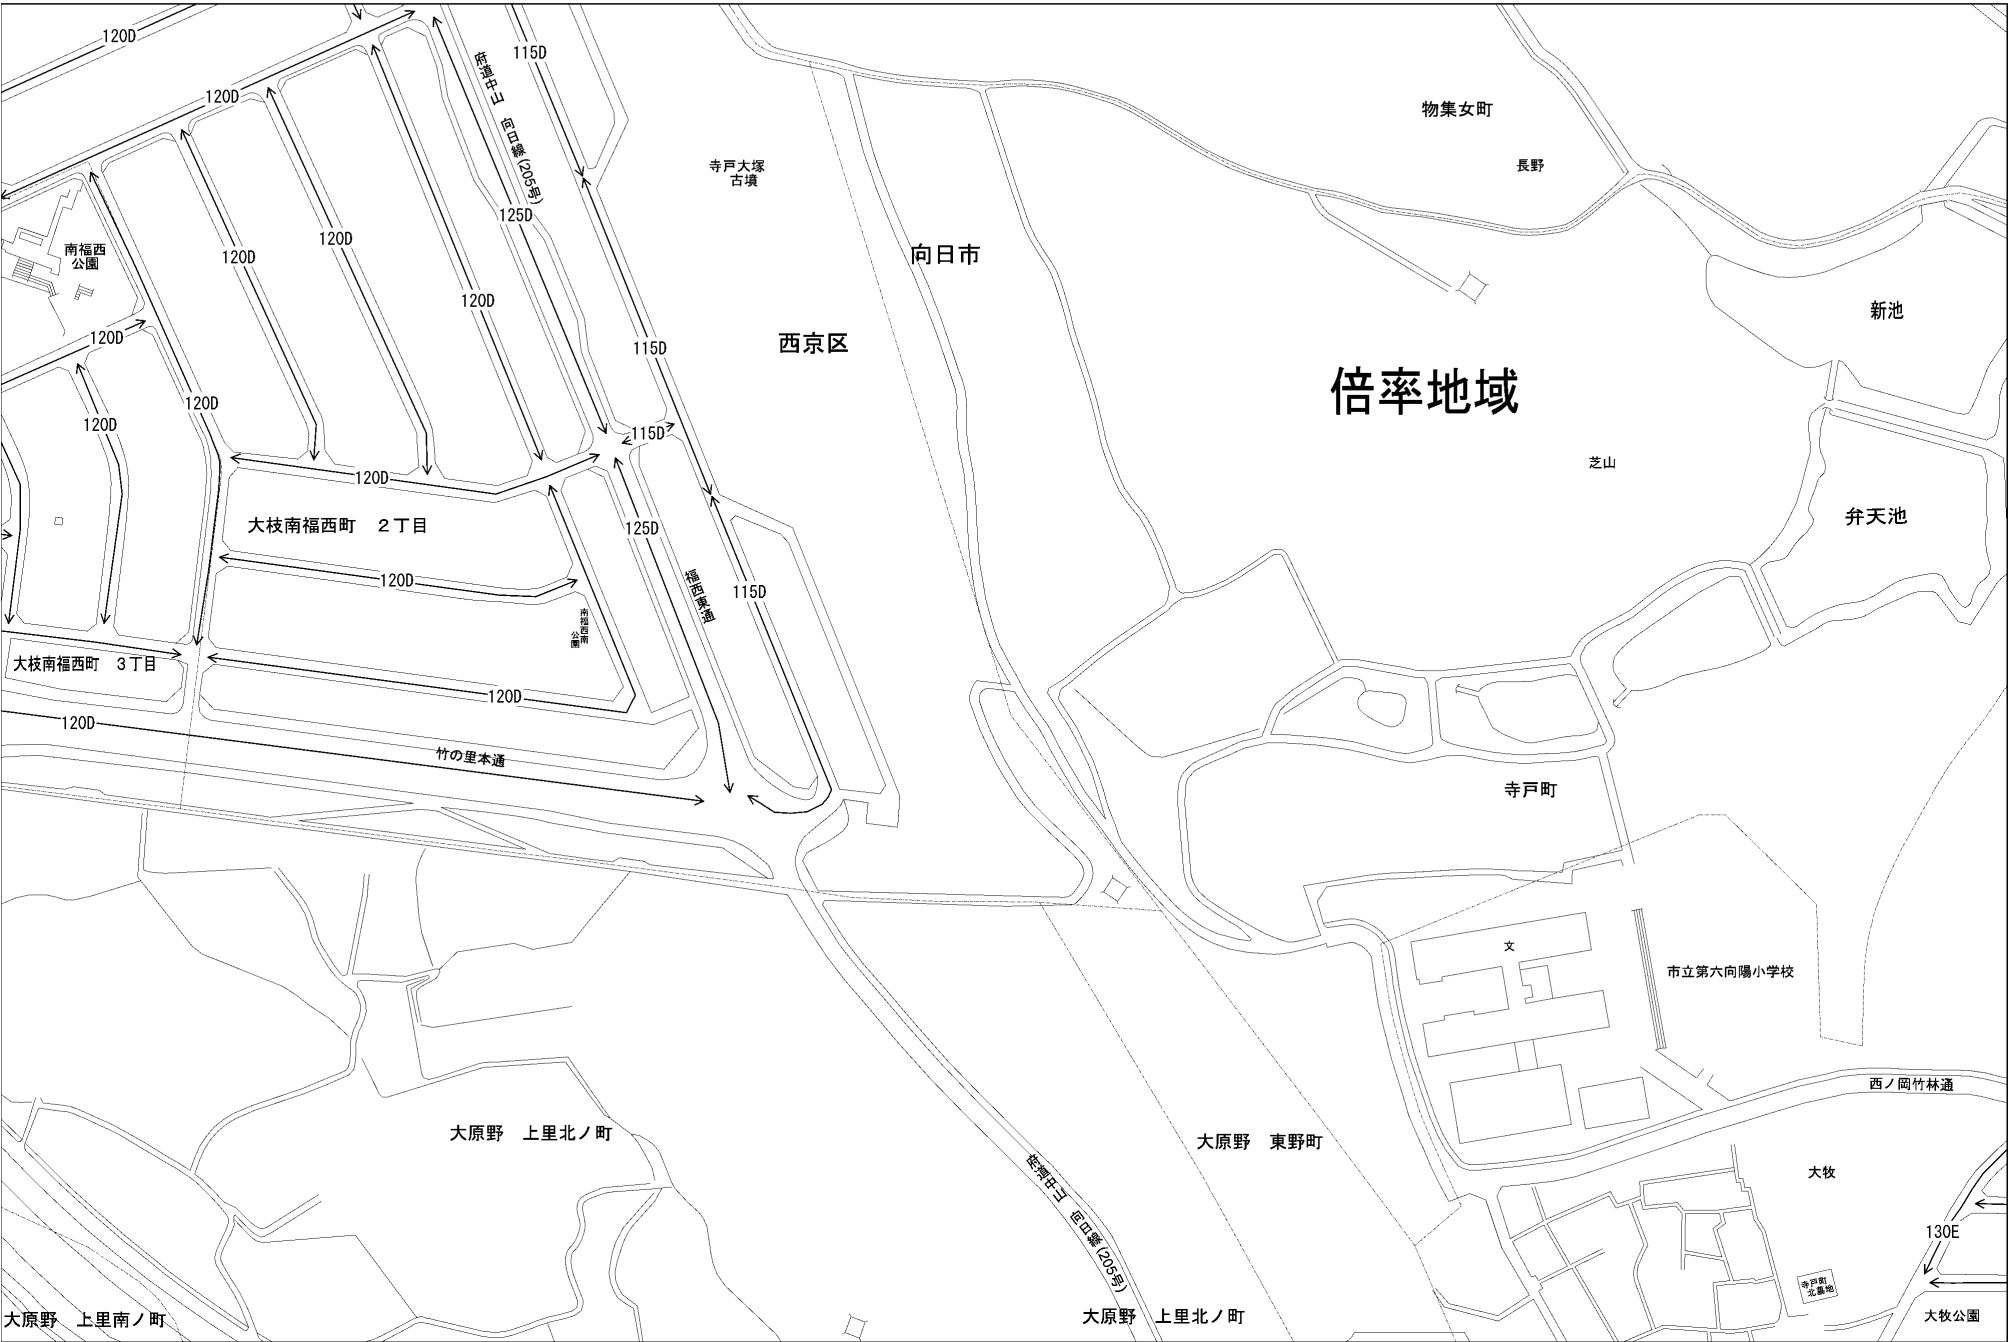 120D
115D
府道中山　向日線(205号)
120D
物集女町
寺戸大塚
古墳
長野
125D
120D
南福西
公園
120D
向日市
120D
新池
120D
西京区
115D
倍率地域
120D
120D
115D
芝山
120D
大枝南福西町　２丁目
125D
弁天池
120D
福西東通
115D
南福西南
公園
大枝南福西町　３丁目
120D
120D
竹の里本通
寺戸町
文
市立第六向陽小学校
西ノ岡竹林通
大原野　上里北ノ町
大原野　東野町
府道中山　向日線(205号)
大牧
130E
寺戸町
北墓地
大原野　上里南ノ町
大原野　上里北ノ町
大牧公園